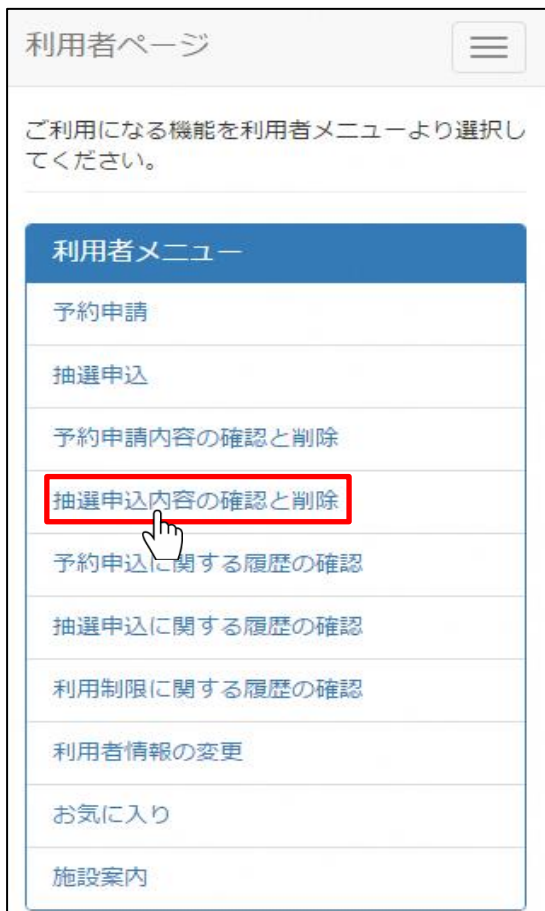 利用者ページ
ご利用になる機能を利用者メニューより選択し
てください。
利用者メニュー
予約申請
抽選申込
予約申請内容の確認と削除
抽選申込内容の確認と削除
予約申込に関する履歴の確認
抽選申込に関する履歴の確認
利用制限に関する履歴の確認
利用者情報の変更
お気に入り
施設案内